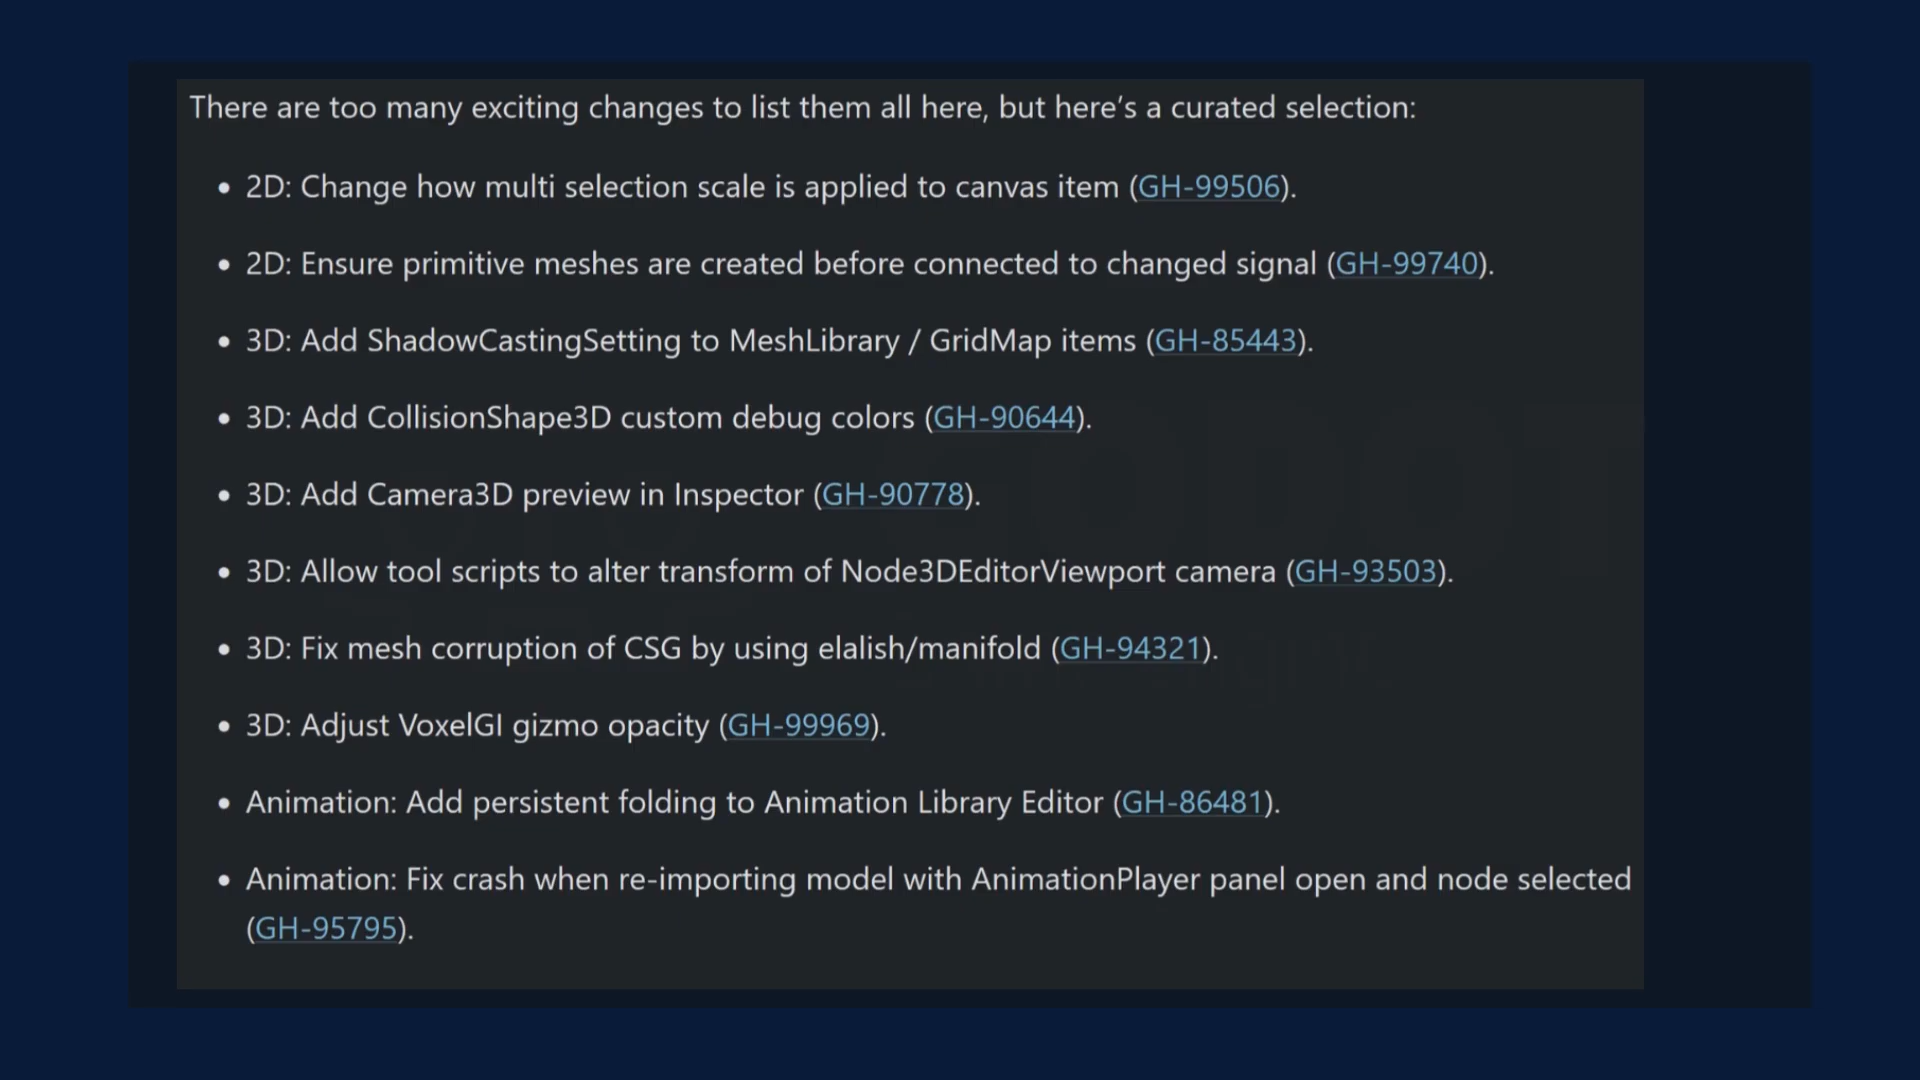 There are too many exciting changes to list them all here, but here's a curated selection:
• 2D: Change how multi selection scale is applied to canvas item (GH-99506).
• 2D: Ensure primitive meshes are created before connected to changed signal (GH-99740).
• 3D: Add ShadowCastingSetting to MeshLibrary / GridMap items (GH-85443).
• 3D: Add CollisionShape3D custom debug colors (GH-90644).
• 3D: Add Camera3D preview in Inspector (GH-90778).
• 3D: Allow tool scripts to alter transform of Node3DEditorViewport camera (GH-93503).
• 3D: Fix mesh corruption of CSG by using elalish/manifold (GH-94321).
• 3D: Adjust VoxelGI gizmo opacity (GH-99969).
• Animation: Add persistent folding to Animation Library Editor (GH-86481).
• Animation: Fix crash when re-importing model with AnimationPlayer panel open and node selected
(GH-95795).